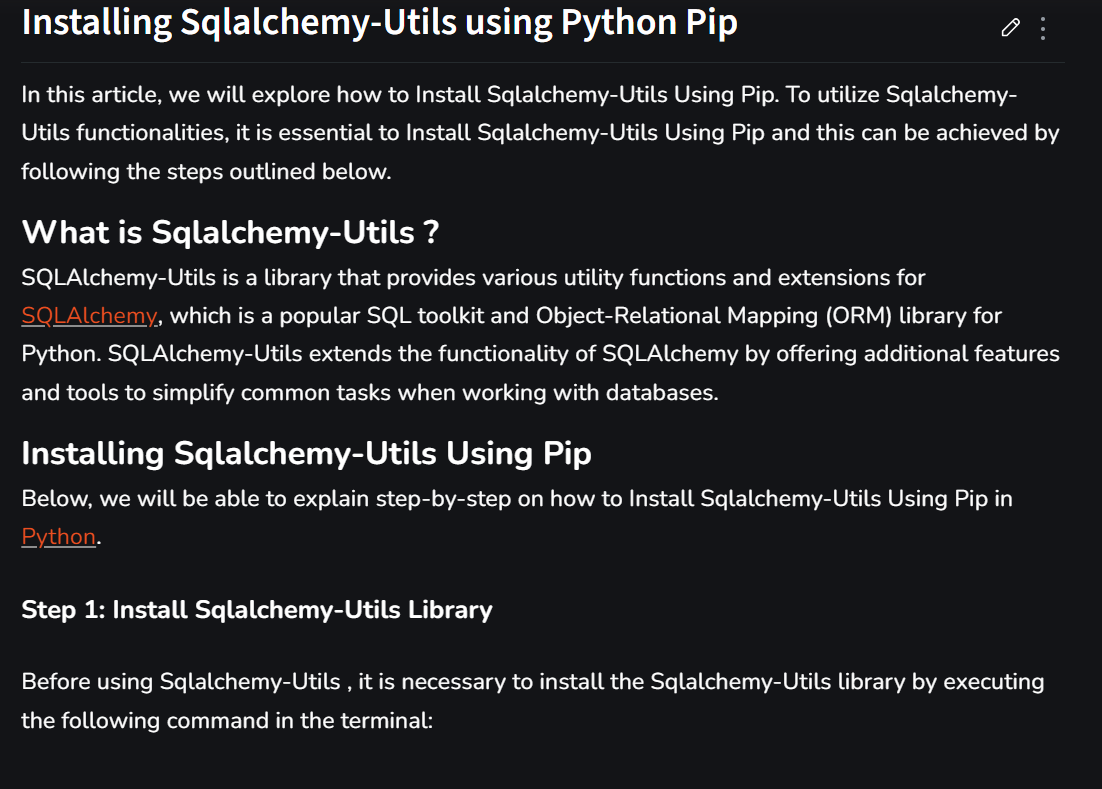 Installing Sqlalchemy-Utils using Python Pip
In this article, we will explore how to Install Sqlalchemy-Utils Using Pip. To utilize Sqlalchemy-
Utils functionalities, it is essential to Install Sqlalchemy-Utils Using Pip and this can be achieved by
following the steps outlined below.
What is Sqlalchemy-Utils ?
SQLAlchemy-Utils is a library that provides various utility functions and extensions for
SQLAlchemy, which is a popular SQL toolkit and Object-Relational Mapping (ORM) library for
Python. SQLAlchemy-Utils extends the functionality of SQLAlchemy by offering additional features
and tools to simplify common tasks when working with databases.
Installing Sqlalchemy-Utils Using Pip
Below, we will be able to explain step-by-step on how to Install Sqlalchemy-Utils Using Pip in
Python.
Step 1: Install Sqlalchemy-Utils Library
Before using Sqlalchemy-Utils , it is necessary to install the Sqlalchemy-Utils library by executing
the following command in the terminal: